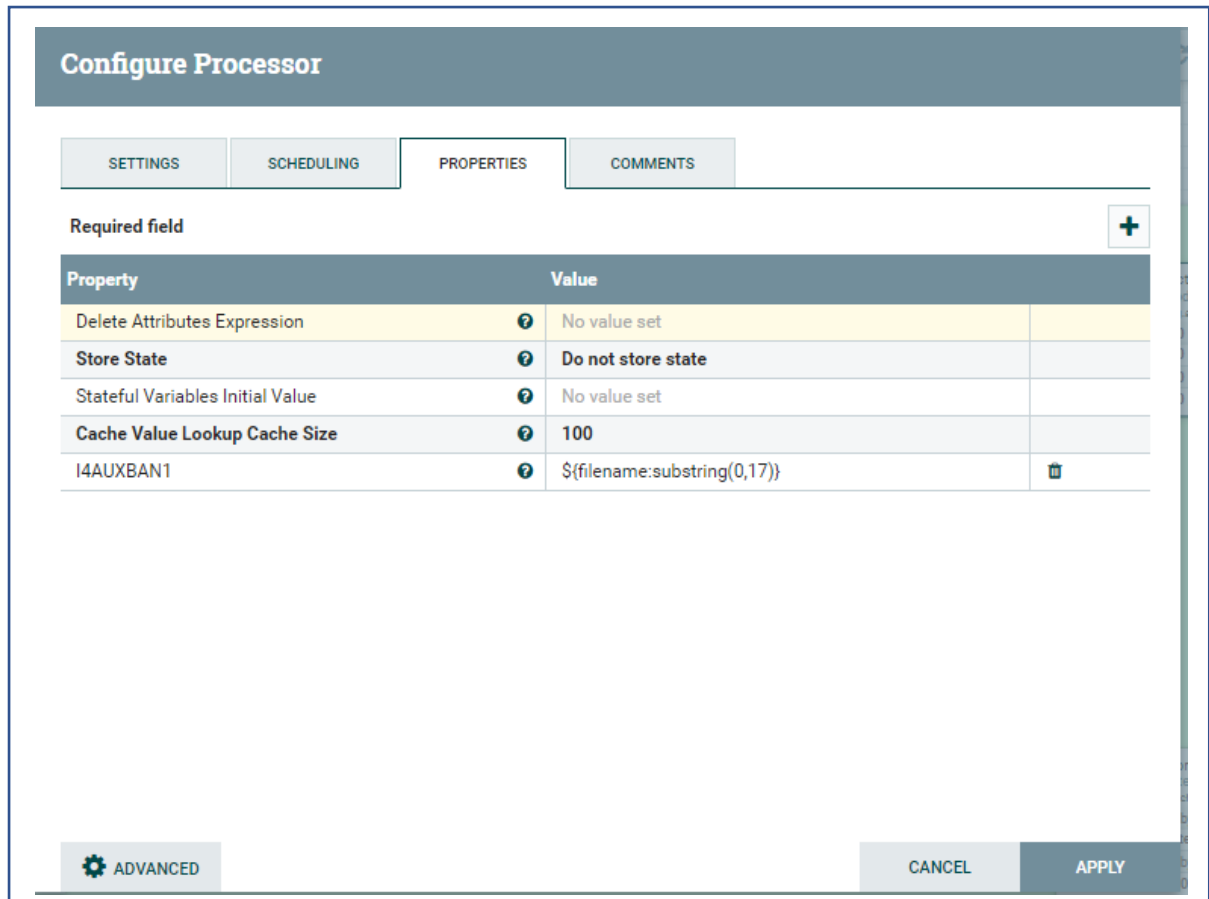 Configure Processor
SETTINGS SCHEDULING PROPERTIES COMMENTS
Required field
Property Value
Delete Attributes Expression No value set
Store State Do not store state
Stateful Variables Initial Value No value set
Cache Value Lookup Cache Size 100
I4AUXBAN1 ${filename:substring(0,17)}
ADVANCED CANCEL APPLY